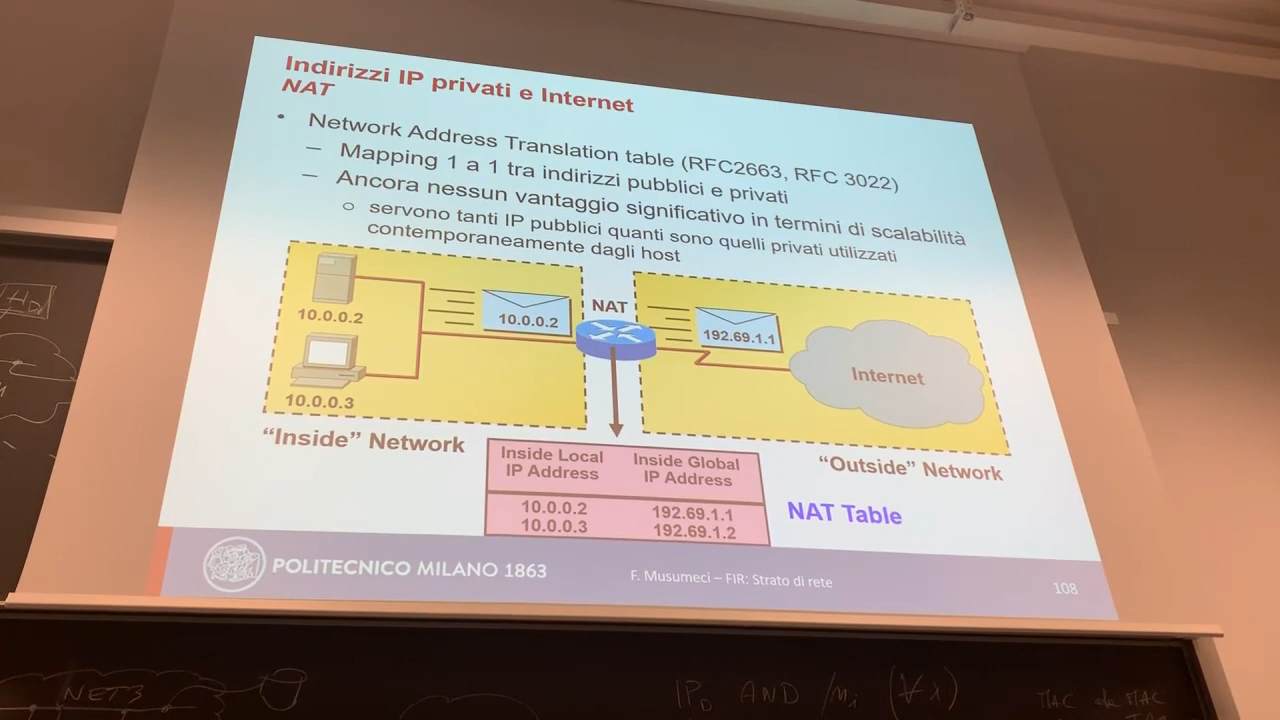 Indirizzi IP privati e Internet
NAT
• Network Address Translation table (RFC2663, RFC 3022)
– Mapping 1 a 1 tra indirizzi pubblici e privati
– Ancora nessun vantaggio significativo in termini di scalabilità
○ servono tanti IP pubblici quanti sono quelli privati utilizzati
contemporaneamente dagli host
10.0.0.2
10.0.0.3
10.0.0.2
NAT
192.69.1.1
Internet
“Inside” Network
“Outside” Network
Inside Local IP Address
Inside Global IP Address
10.0.0.2 192.69.1.1
10.0.0.3 192.69.1.2
NAT Table
POLITECNICO MILANO 1863
F. Musumeci – FIR: Strato di rete
108
NET3
IP_D AND
MAC
MAC